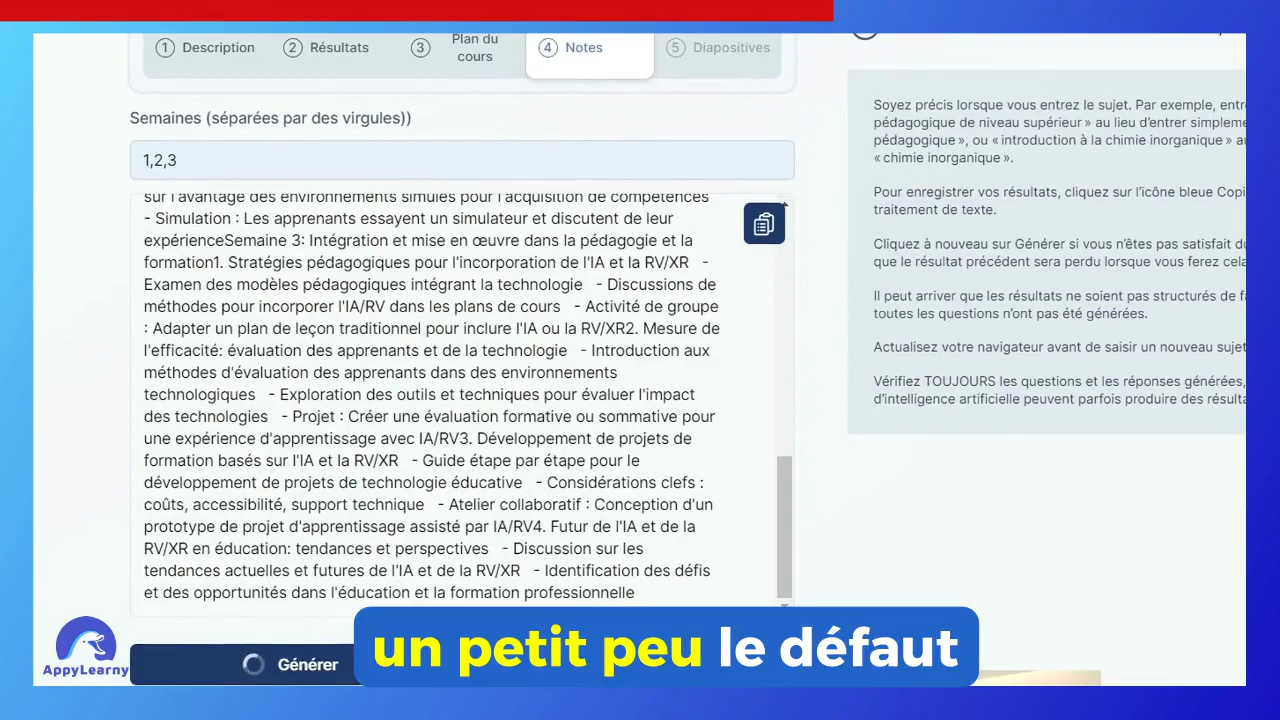 1 Description
2 Résultats
3 Plan du
cours
4 Notes
5 Diapositives
Semaines (séparées par des virgules))
1,2,3
sur l'avantage des environnements simulés pour l'acquisition de compétences
- Simulation : Les apprenants essayent un simulateur et discutent de leur
expérienceSemaine 3: Intégration et mise en œuvre dans la pédagogie et la
formation1. Stratégies pédagogiques pour l'incorporation de l'IA et la RV/XR -
Examen des modèles pédagogiques intégrant la technologie - Discussions de
méthodes pour incorporer l'IA/RV dans les plans de cours - Activité de groupe
: Adapter un plan de leçon traditionnel pour inclure l'IA ou la RV/XR2. Mesure de
l'efficacité: évaluation des apprenants et de la technologie - Introduction aux
méthodes d'évaluation des apprenants dans des environnements
technologiques - Exploration des outils et techniques pour évaluer l'impact
des technologies - Projet : Créer une évaluation formative ou sommative pour
une expérience d'apprentissage avec IA/RV3. Développement de projets de
formation basés sur l'IA et la RV/XR - Guide étape par étape pour le
développement de projets de technologie éducative - Considérations clefs :
coûts, accessibilité, support technique - Atelier collaboratif : Conception d'un
prototype de projet d'apprentissage assisté par IA/RV4. Futur de l'IA et de la
RV/XR en éducation: tendances et perspectives - Discussion sur les
tendances actuelles et futures de l'IA et de la RV/XR - Identification des défis
et des opportunités dans l'éducation et la formation professionnelle
Générer
Soyez précis lorsque vous entrez le sujet. Par exemple,
pédagogique de niveau supérieur » au lieu d'entrer
pédagogique », ou « introduction à la chimie inorganique »
« chimie inorganique ».
Pour enregistrer vos résultats, cliquez sur l'icône bleue
traitement de texte.
Cliquez à nouveau sur Générer si vous n'êtes pas satisfait
que le résultat précédent sera perdu lorsque vous ferez
Il peut arriver que les résultats ne soient pas structurés de
toutes les questions n'ont pas été générées.
Actualisez votre navigateur avant de saisir un nouveau
Vérifiez TOUJOURS les questions et les réponses générées,
d'intelligence artificielle peuvent parfois produire des
AppyLearny
un petit peu le défaut